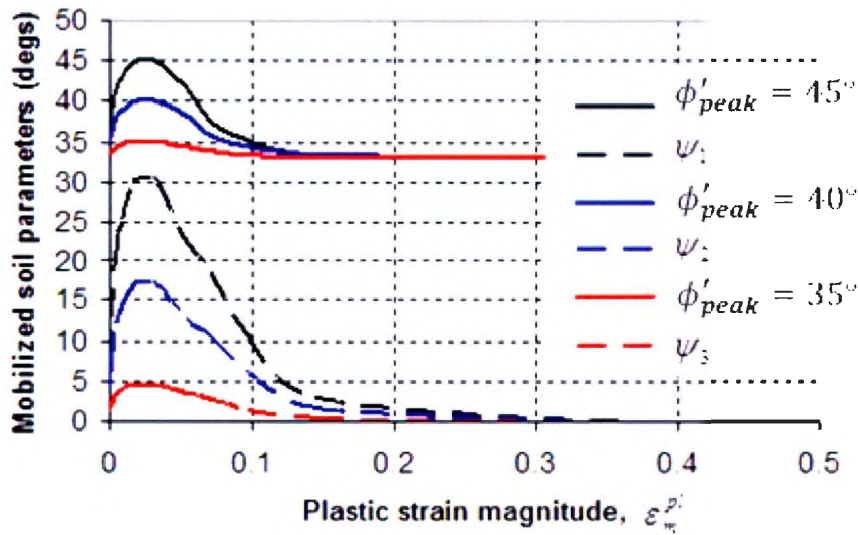 Mobilized soil parameters (degs)
50
45
40
35
30
25
20
15
10
5
0
0
0.1
0.2
0.3
0.4
0.5
Plastic strain magnitude, ε_m^{pl}
ϕ′peak = 45°
ψ₁
ϕ′peak = 40°
ψ₂
ϕ′peak = 35°
ψ₃